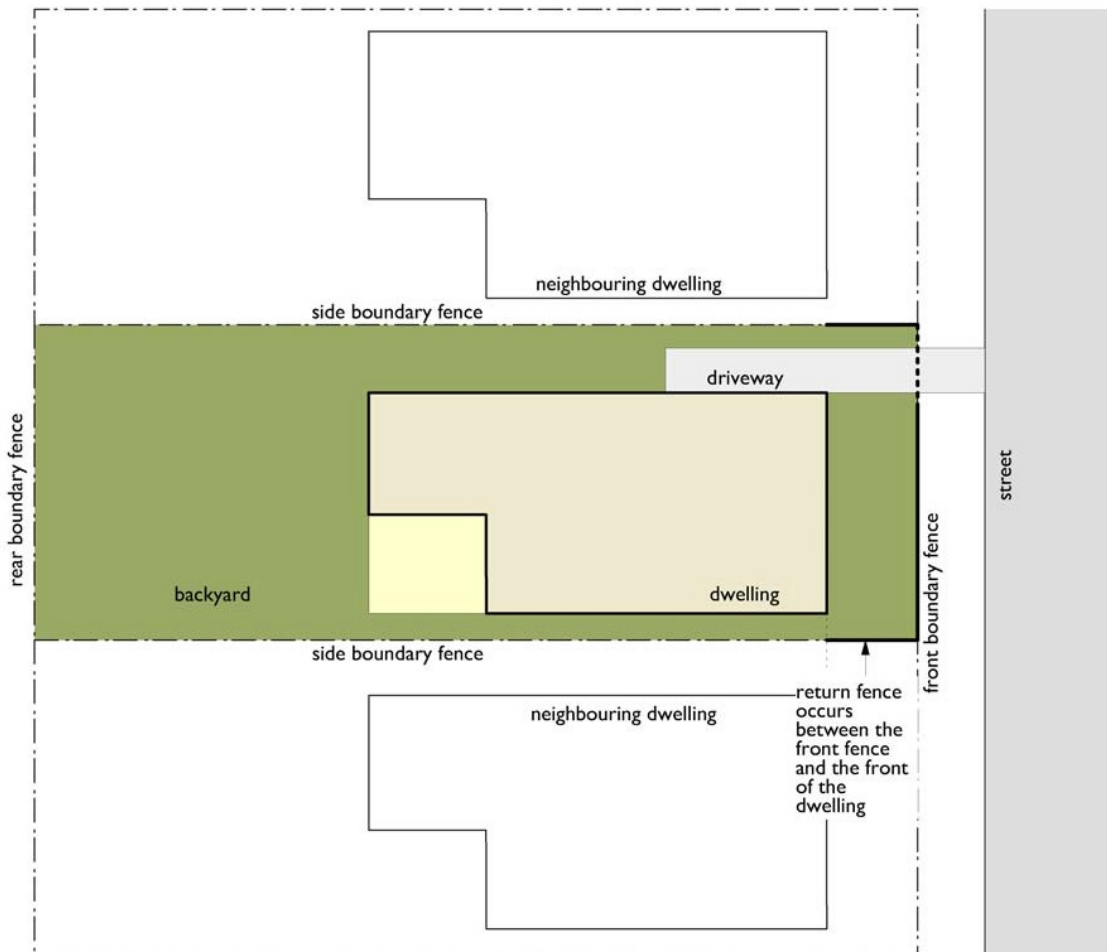 neighbouring dwelling
side boundary fence
driveway
rear boundary fence
street
front boundary fence
backyard
dwelling
side boundary fence
neighbouring dwelling
return fence
occurs
between the
front fence
and the front
of the
dwelling